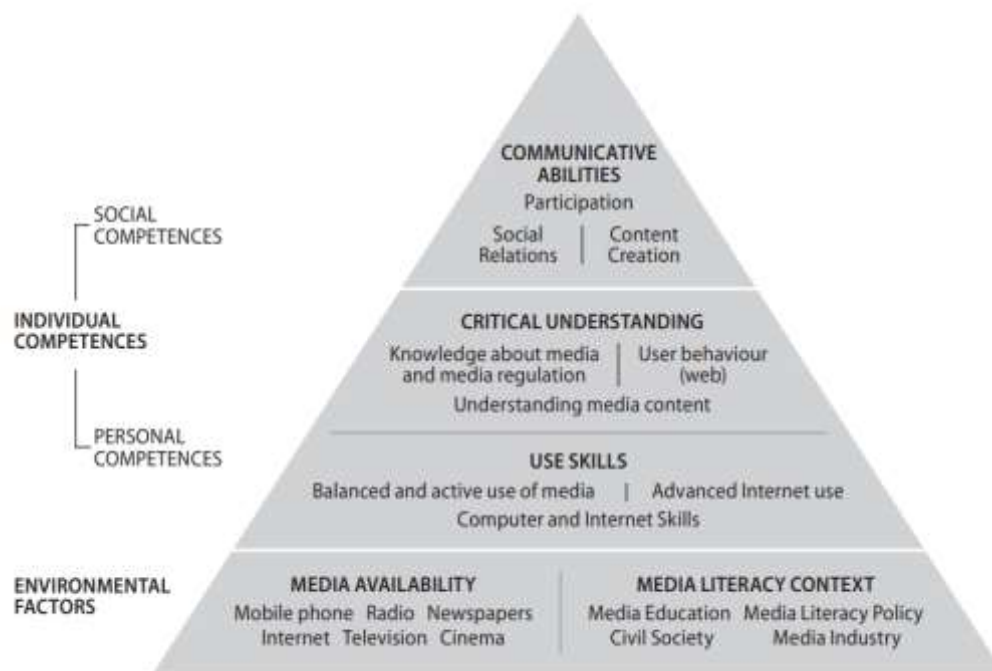 COMMUNICATIVE
ABILITIES
Participation
Social
Relations
Content
Creation
SOCIAL
COMPETENCES
INDIVIDUAL
COMPETENCES
PERSONAL
COMPETENCES
CRITICAL UNDERSTANDING
Knowledge about media
and media regulation
User behaviour
(web)
Understanding media content
USE SKILLS
Balanced and active use of media
Advanced Internet use
Computer and Internet Skills
ENVIRONMENTAL
FACTORS
MEDIA AVAILABILITY
Mobile phone Radio Newspapers
Internet Television Cinema
MEDIA LITERACY CONTEXT
Media Education Media Literacy Policy
Civil Society Media Industry